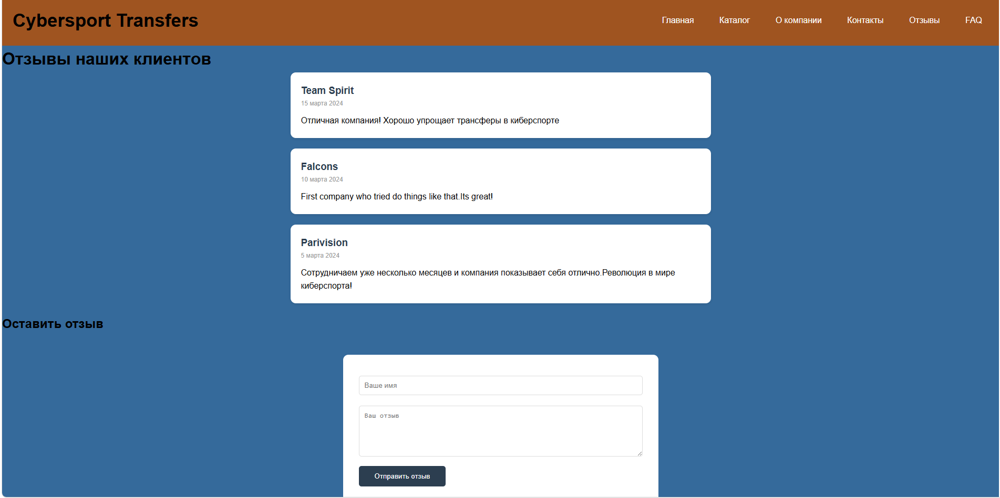 Cybersport Transfers
Главная Каталог О компании Контакты Отзывы FAQ
Отзывы наших клиентов
Team Spirit
15 марта 2024
Отличная компания! Хорошо упрощает трансферы в киберспорте
Falcons
10 марта 2024
First company who tried do things like that.Its great!
Parivision
5 марта 2024
Сотрудничаем уже несколько месяцев и компания показывает себя отлично.Революция в мире
киберспорта!
Оставить отзыв
Ваше имя
Ваш отзыв
Отправить отзыв